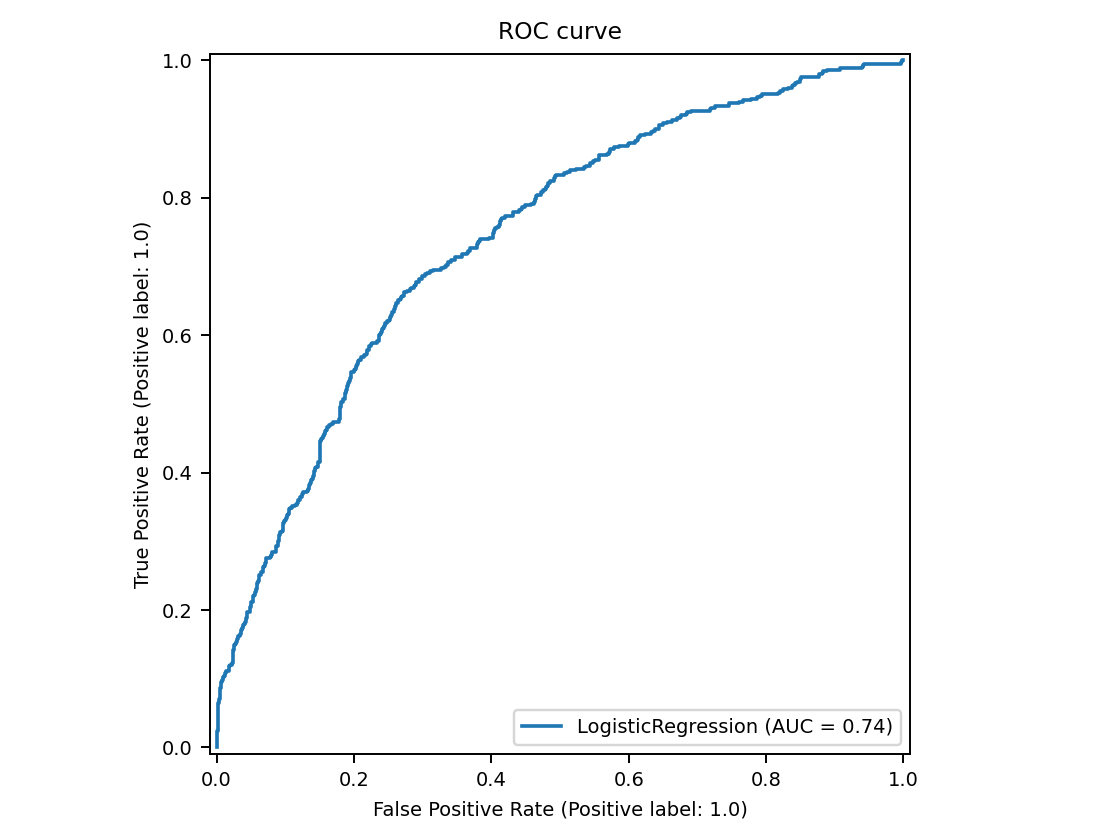 ROC curve
1.0
0.8
0.6
0.4
0.2
0.0
True Positive Rate (Positive label: 1.0)
LogisticRegression (AUC = 0.74)
0.0 0.2 0.4 0.6 0.8 1.0
False Positive Rate (Positive label: 1.0)